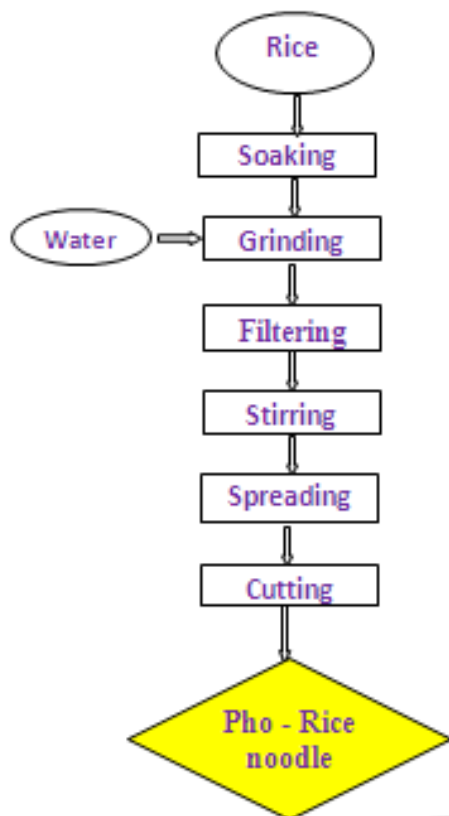 Rice
Soaking
Water
Grinding
Filtering
Stirring
Spreading
Cutting
Pho - Rice
noodle